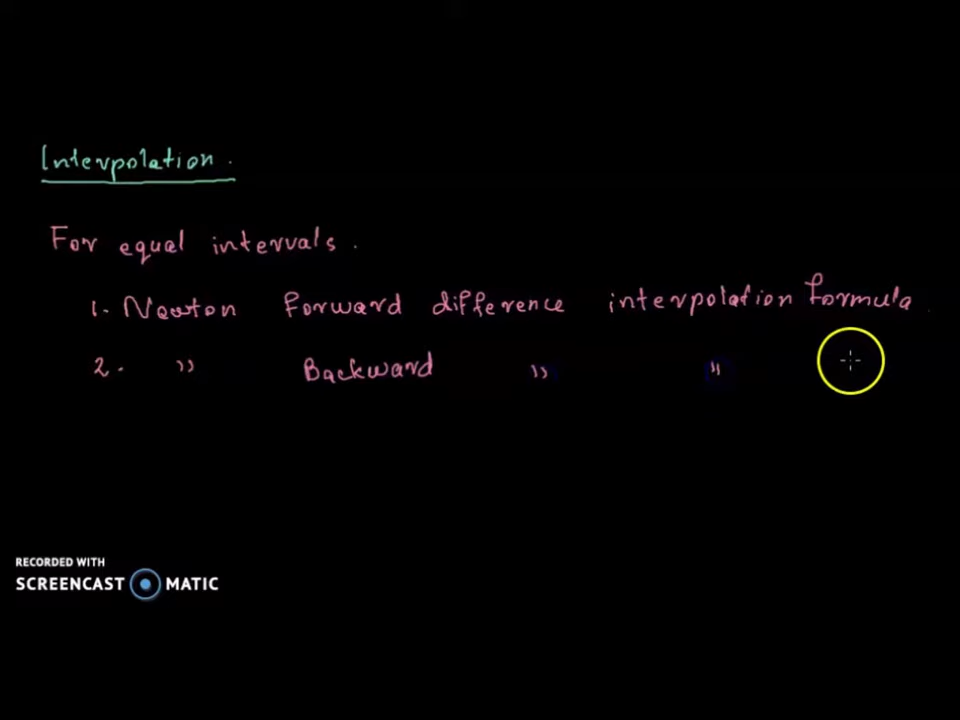 Interpolation.
For equal intervals.
1. Newton Forward difference interpolation formula.
2. " Backward " "
RECORDED WITH
SCREENCAST MATIC